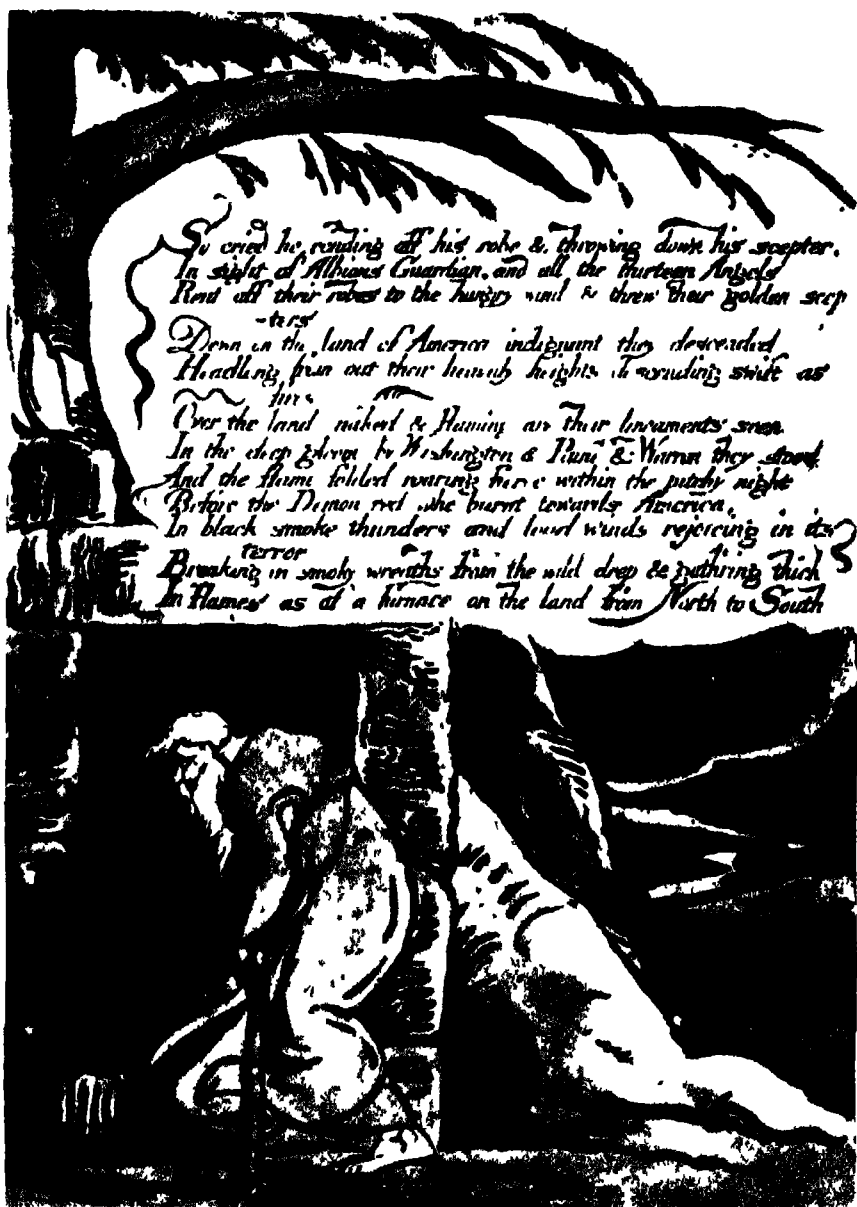 So cried he, rending off his robe & throwing down his scepter.
In sight of Albions Guardian, and all the thirteen Angels
Rent off their robes to the hungry wind & threw their golden scep
-ters
Down on the land of America indignant they descended
Headlong from out their heavnly heights, descending swift as
fires
Over the land naked & flaming are their lineaments seen
In the deep gloom by Washington & Paine & Warren they stood
And the flame folded roaring fierce within the pitchy night
Before the Demon red who burnt towards America,
In black smoke thunders and loud winds rejoicing in its
terror
Breaking in smoky wreaths from the wild deep & gathring thick
In flames as of a furnace on the land from North to South